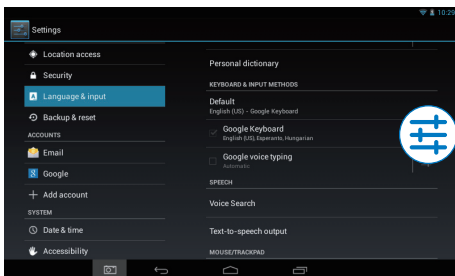 10:29
Settings
Location access
Security
Language & input
Backup & reset
ACCOUNTS
Email
Google
Add account
SYSTEM
Date & time
Accessibility
Personal dictionary
KEYBOARD & INPUT METHODS
Default
English (US) - Google Keyboard
Google Keyboard
English (US), Esperanto, Hungarian
Google voice typing
Automatic
SPEECH
Voice Search
Text-to-speech output
MOUSE/TRACKPAD